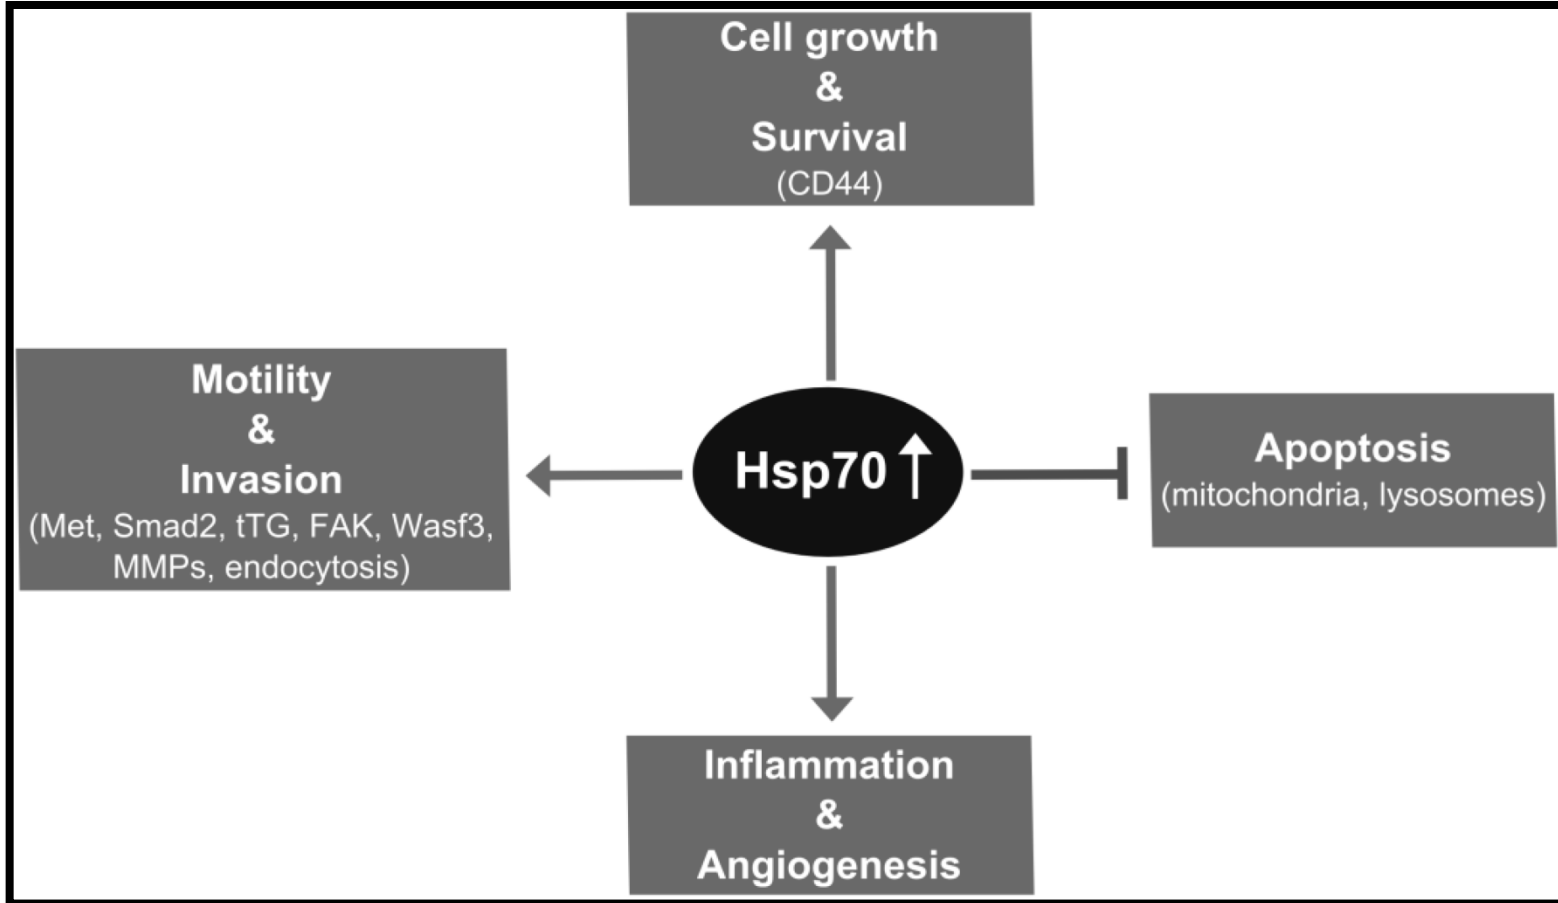 Cell growth
&
Survival
(CD44)
Motility
&
Invasion
(Met, Smad2, tTG, FAK, Wasf3,
MMPs, endocytosis)
Hsp70 ↑
Apoptosis
(mitochondria, lysosomes)
Inflammation
&
Angiogenesis